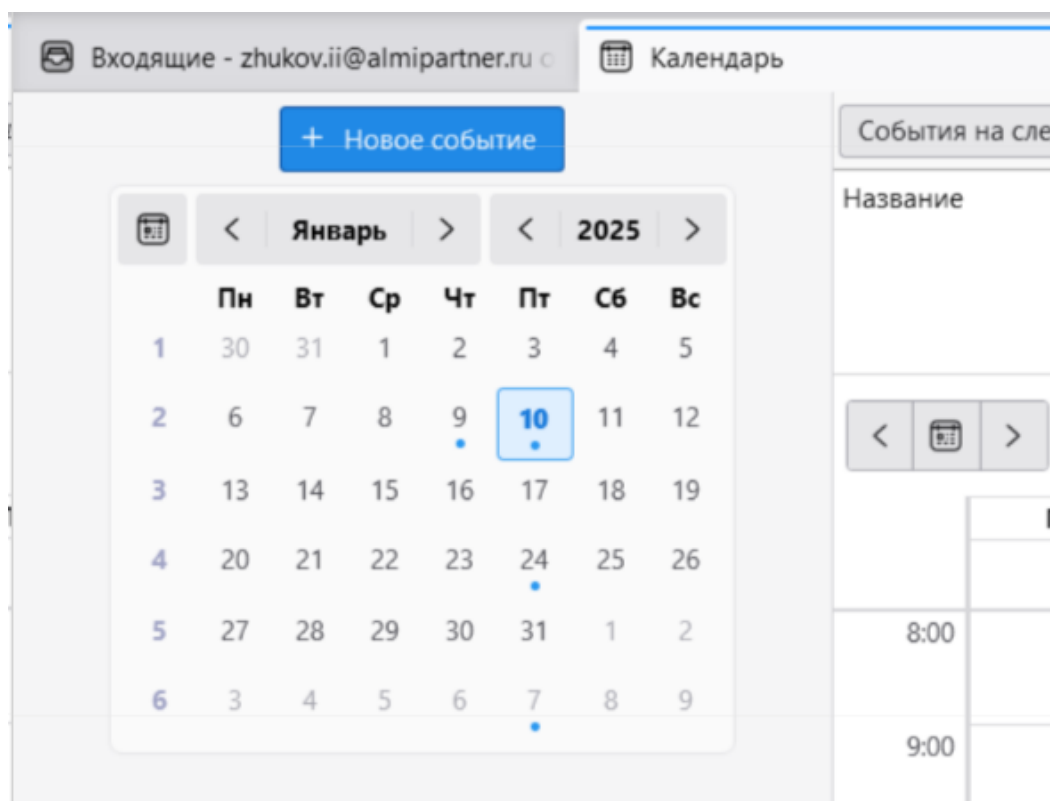 Входящие - zhukov.ii@almipartner.ru
Календарь
+ Новое событие
События на сле
Название
Январь 2025
Пн Вт Ср Чт Пт Сб Вс
1 30 31 1 2 3 4 5
2 6 7 8 9 10 11 12
3 13 14 15 16 17 18 19
4 20 21 22 23 24 25 26
5 27 28 29 30 31 1 2
6 3 4 5 6 7 8 9
8:00
9:00